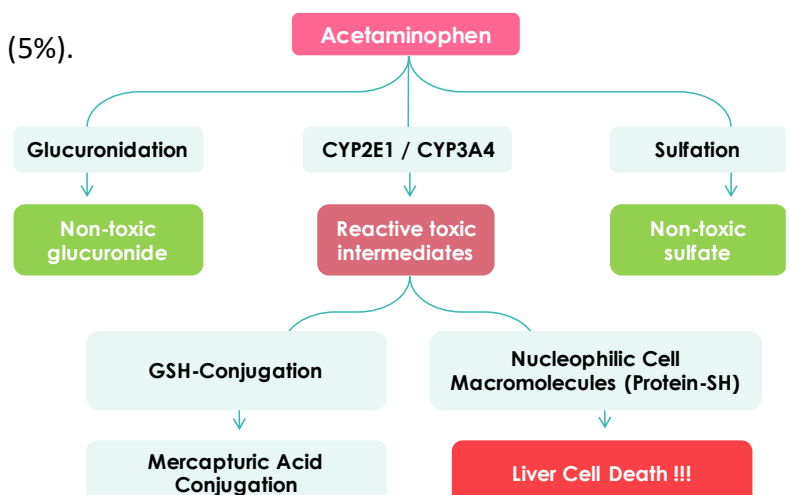 (5%).
Acetaminophen
Glucuronidation
CYP2E1 / CYP3A4
Sulfation
Non-toxic
glucuronide
Reactive toxic
intermediates
Non-toxic
sulfate
GSH-Conjugation
Nucleophilic Cell
Macromolecules (Protein-SH)
Mercapturic Acid
Conjugation
Liver Cell Death !!!